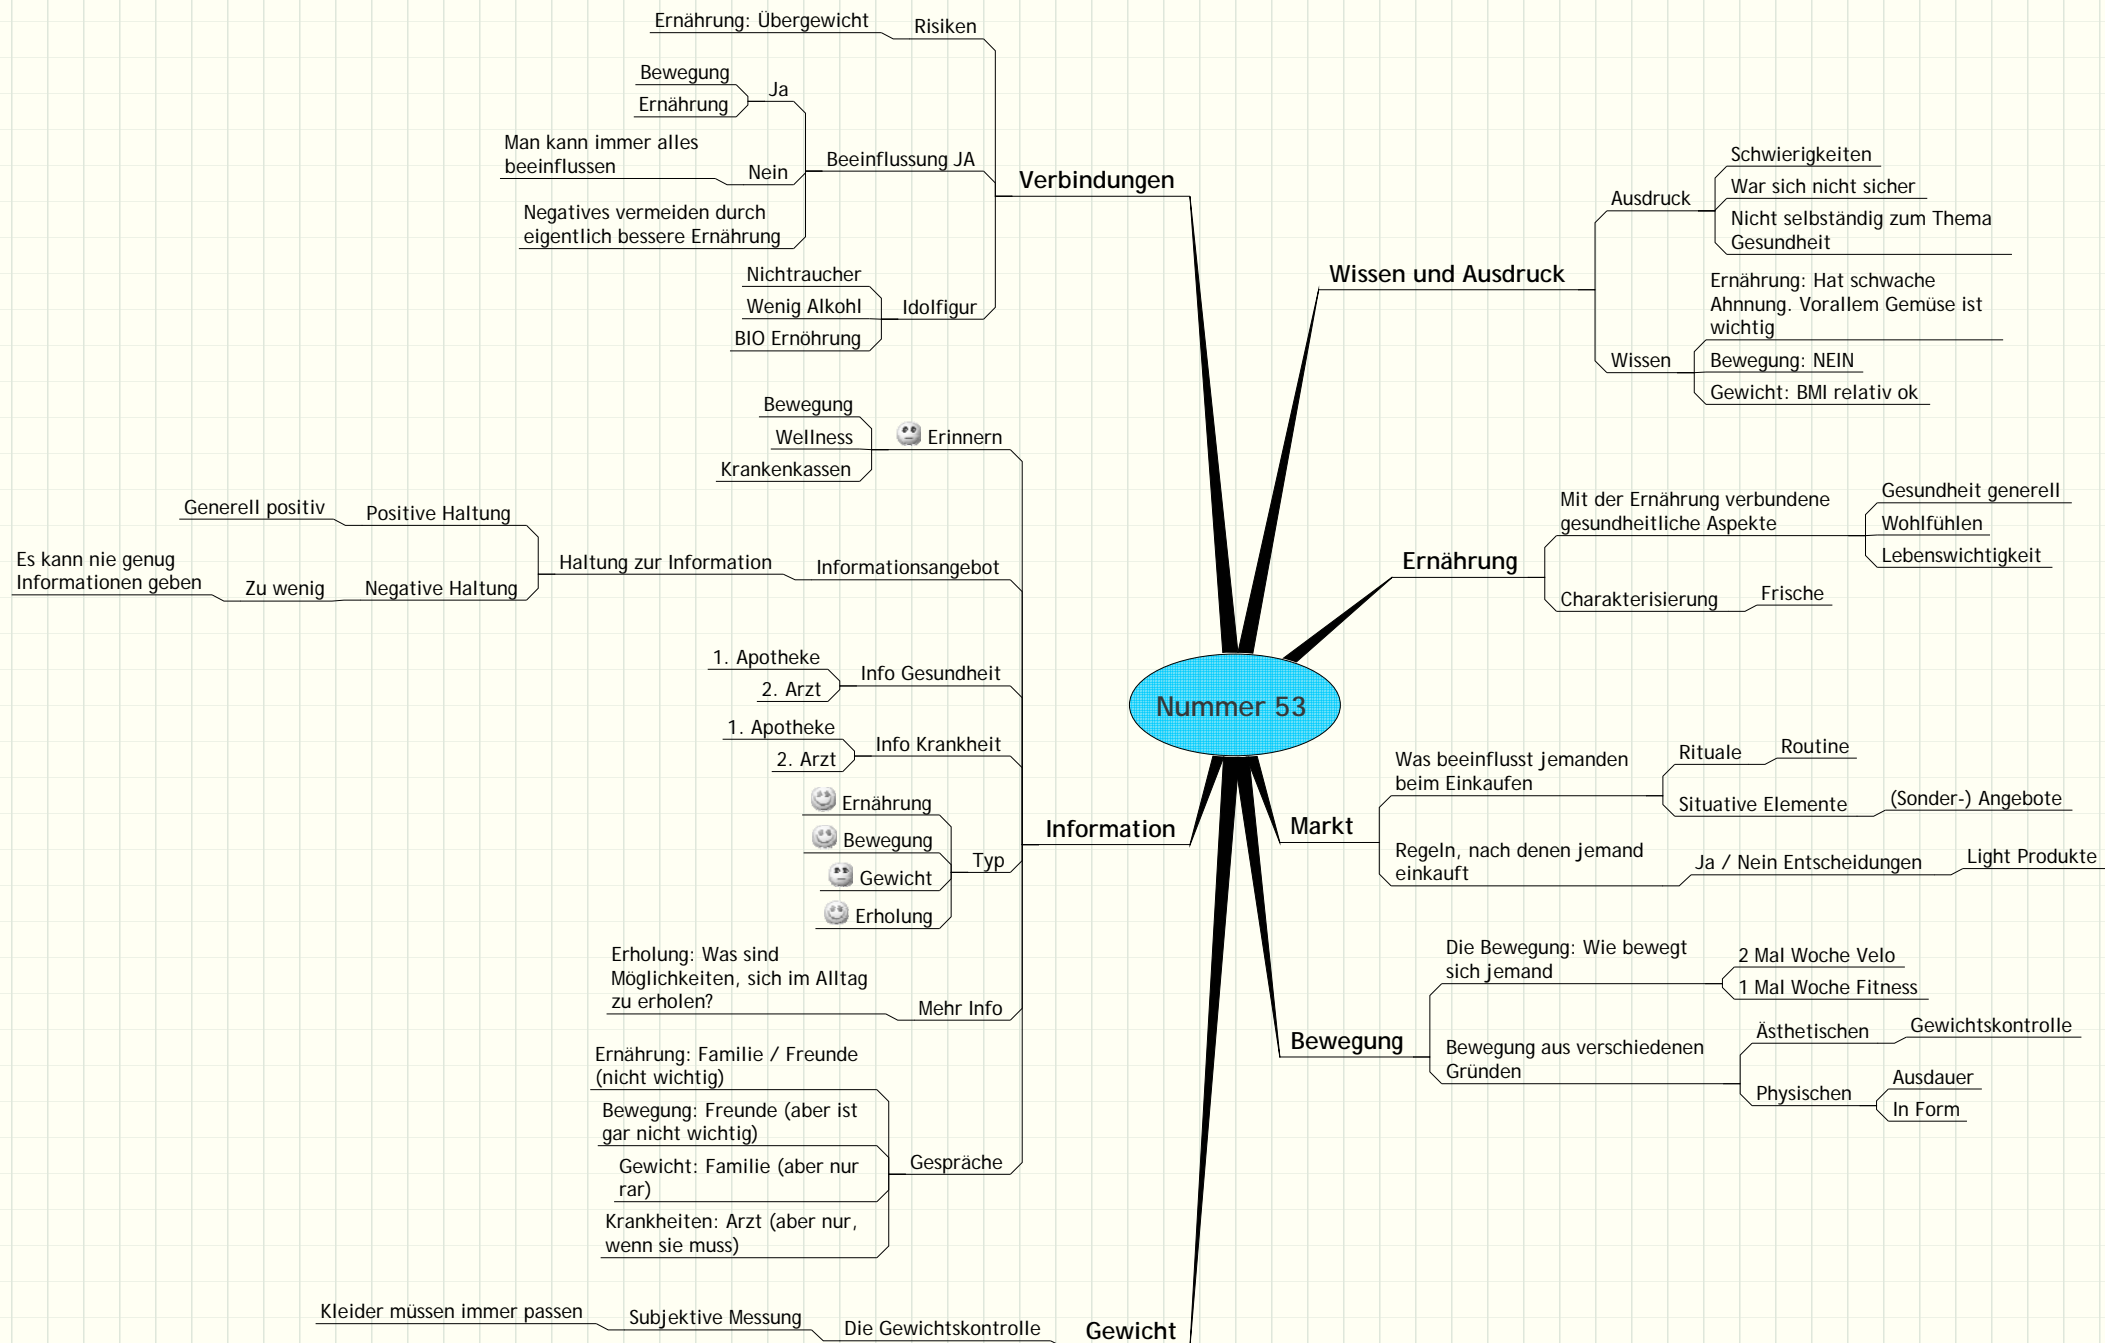 Nummer 53
Verbindungen
Risiken
Ernährung: Übergewicht
Beeinflussung JA
Ja
Bewegung
Ernährung
Nein
Man kann immer alles
beeinflussen
Negatives vermeiden durch
eigentlich bessere Ernährung
Idolfigur
Nichtraucher
Wenig Alkohl
BIO Ernöhrung
Wissen und Ausdruck
Ausdruck
Schwierigkeiten
War sich nicht sicher
Nicht selbständig zum Thema
Gesundheit
Wissen
Ernährung: Hat schwache
Ahnnung. Vorallem Gemüse ist
wichtig
Bewegung: NEIN
Gewicht: BMI relativ ok
Ernährung
Mit der Ernährung verbundene
gesundheitliche Aspekte
Gesundheit generell
Wohlfühlen
Lebenswichtigkeit
Charakterisierung
Frische
Markt
Was beeinflusst jemanden
beim Einkaufen
Rituale
Routine
Situative Elemente
(Sonder-) Angebote
Regeln, nach denen jemand
einkauft
Ja / Nein Entscheidungen
Light Produkte
Bewegung
Die Bewegung: Wie bewegt
sich jemand
2 Mal Woche Velo
1 Mal Woche Fitness
Bewegung aus verschiedenen
Gründen
Ästhetischen
Gewichtskontrolle
Physischen
Ausdauer
In Form
Information
Erinnern
Bewegung
Wellness
Krankenkassen
Informationsangebot
Haltung zur Information
Positive Haltung
Generell positiv
Negative Haltung
Zu wenig
Es kann nie genug
Informationen geben
Info Gesundheit
1. Apotheke
2. Arzt
Info Krankheit
1. Apotheke
2. Arzt
Typ
Ernährung
Bewegung
Gewicht
Erholung
Mehr Info
Erholung: Was sind
Möglichkeiten, sich im Alltag
zu erholen?
Gespräche
Ernährung: Familie / Freunde
(nicht wichtig)
Bewegung: Freunde (aber ist
gar nicht wichtig)
Gewicht: Familie (aber nur
rar)
Krankheiten: Arzt (aber nur,
wenn sie muss)
Gewicht
Die Gewichtskontrolle
Subjektive Messung
Kleider müssen immer passen